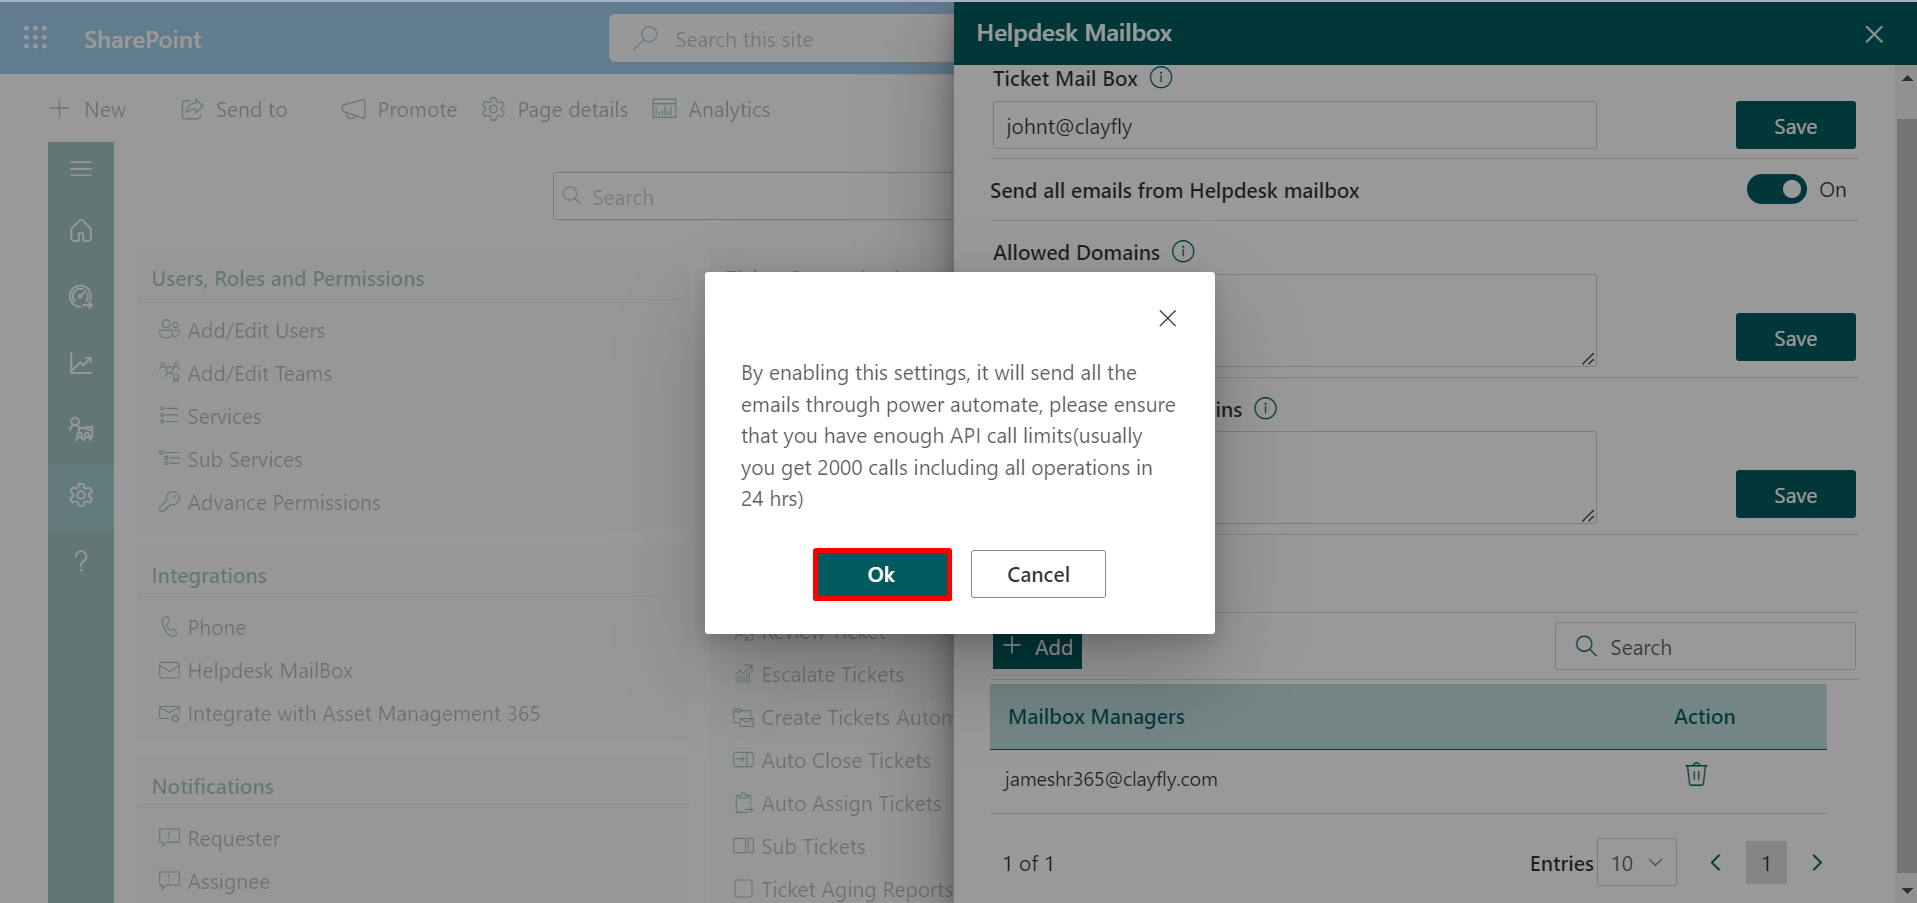 SharePoint
Search this site
New
Send to
Promote
Page details
Analytics
Search
Users, Roles and Permissions
Add/Edit Users
Add/Edit Teams
Services
Sub Services
Advance Permissions
Integrations
Phone
Helpdesk MailBox
Integrate with Asset Management 365
Notifications
Requester
Assignee
Review Ticket
Escalate Tickets
Create Tickets Autom
Auto Close Tickets
Auto Assign Tickets
Sub Tickets
Ticket Aging Reports
Helpdesk Mailbox
Ticket Mail Box
johnt@clayfly
Save
Send all emails from Helpdesk mailbox
On
Allowed Domains
Save
ins
Save
By enabling this settings, it will send all the
emails through power automate, please ensure
that you have enough API call limits(usually
you get 2000 calls including all operations in
24 hrs)
Ok
Cancel
Add
Search
Mailbox Managers
Action
jameshr365@clayfly.com
1 of 1
Entries
10
1